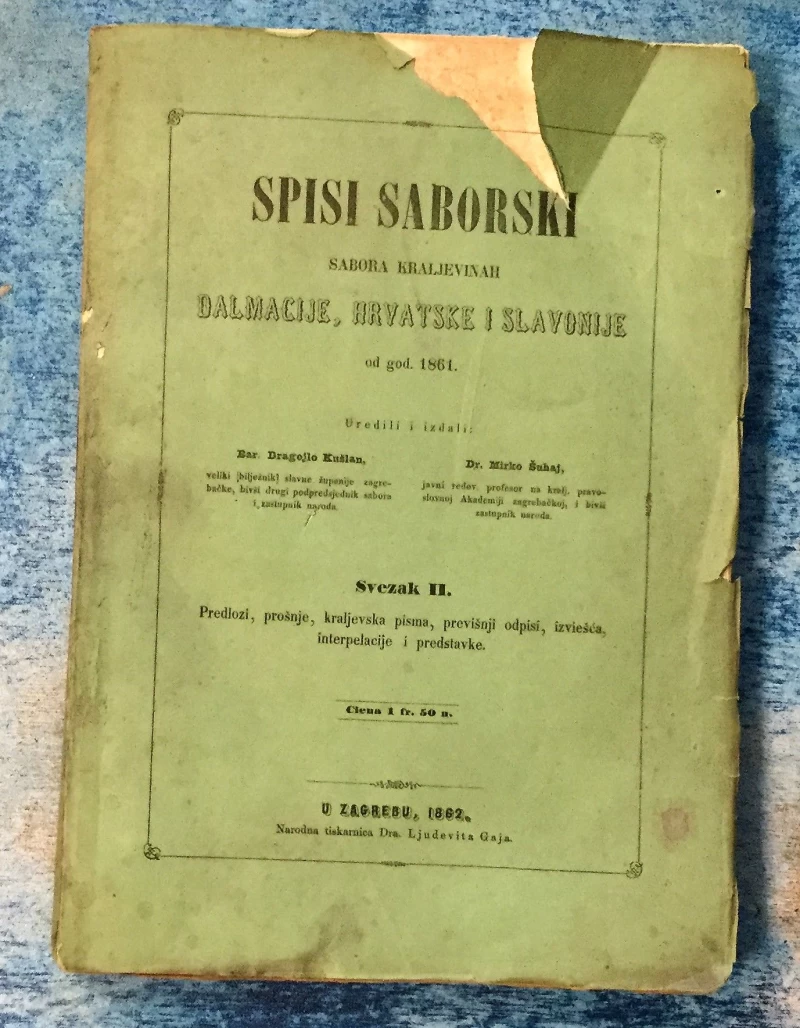 SPISI SABORSKI
SABORA KRALJEVINAH
DALMACIJE, HRVATSKE I SLAVONIJE
od god. 1861.
Uredili i izdali:
Bar. Dragojlo Kušlan,
veliki [bilježnik] slavne županije zagre-
bačke, bivši drugi podpredsjednik sabora
i zastupnik naroda.
Dr. Mirko Šuhaj,
javni redov. profesor na kralj. pravo-
slovnoj Akademiji zagrebačkoj, i bivši
zastupnik naroda.
Svezak II.
Predlozi, prošnje, kraljevska pisma, previšnji odpisi, izviešća,
interpelacije i predstavke.
Ciena 1 fr. 50 n.
U ZAGREBU, 1862.
Narodna tiskarnica Dra. Ljudevita Gaja.